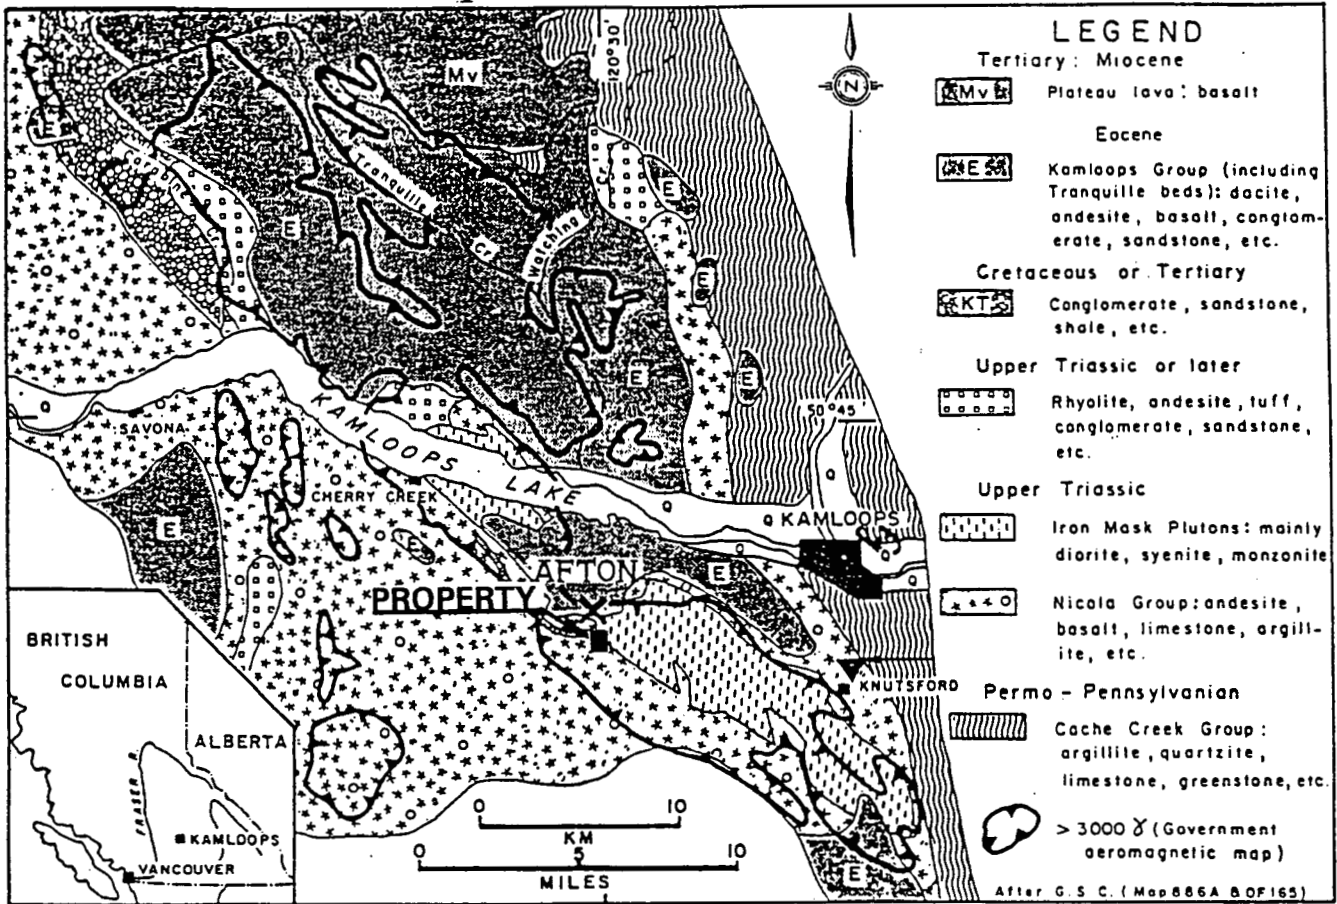 LEGEND
Tertiary: Miocene
Mv
Plateau lava: basalt
Eocene
E
Kamloops Group (including
Tranquille beds): dacite,
andesite, basalt, conglom-
erate, sandstone, etc.
Cretaceous or Tertiary
KT
Conglomerate, sandstone,
shale, etc.
Upper Triassic or later
Rhyolite, andesite, tuff,
conglomerate, sandstone,
etc.
Upper Triassic
Iron Mask Plutons: mainly
diorite, syenite, monzonite
Nicola Group: andesite,
basalt, limestone, argill-
ite, etc.
Permo - Pennsylvanian
Cache Creek Group:
argillite, quartzite,
limestone, greenstone, etc.
> 3000 ɣ (Government
aeromagnetic map)
After G.S.C. (Map 886A & OF165)
N
120°30'
Mv
E
Tranquille
Cr.
Watching
Cr.
E
E
E
E
E
50°45'
SAVONA
KAMLOOPS LAKE
CHERRY CREEK
Q
Q
Q
KAMLOOPS
Q
Q
Q
E
E
E
AFTON
PROPERTY
KNUTSFORD
E
0 10
KM
0 5 10
MILES
BRITISH
COLUMBIA
ALBERTA
FRASER R.
KAMLOOPS
VANCOUVER